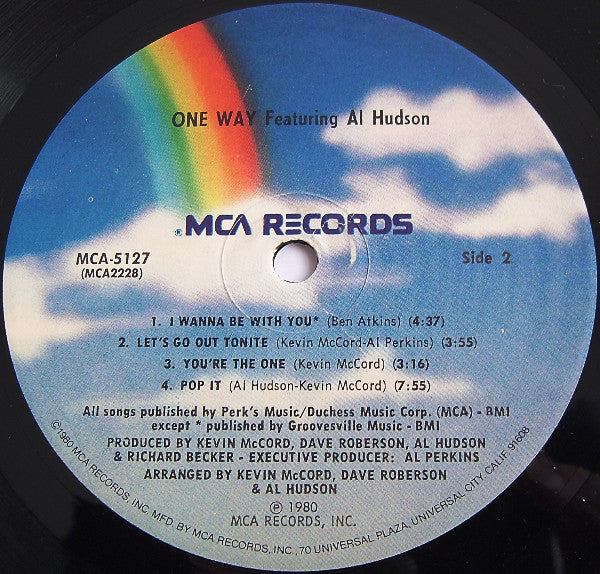 ONE WAY Featuring Al Hudson
® MCA RECORDS
MCA-5127
(MCA2228)
Side 2
1. I WANNA BE WITH YOU* (Ben Atkins) (4:37)
2. LET'S GO OUT TONITE (Kevin McCord-Al Perkins) (3:55)
3. YOU'RE THE ONE (Kevin McCord) (3:16)
4. POP IT (Al Hudson-Kevin McCord) (7:55)
All songs published by Perk's Music/Duchess Music Corp. (MCA) - BMI
except * published by Groovesville Music - BMI
PRODUCED BY KEVIN McCORD, DAVE ROBERSON, AL HUDSON
& RICHARD BECKER - EXECUTIVE PRODUCER: AL PERKINS
ARRANGED BY KEVIN McCORD, DAVE ROBERSON
& AL HUDSON
℗ 1980
MCA RECORDS, INC.
©1980 MCA RECORDS, INC. MFD. BY MCA RECORDS, INC., 70 UNIVERSAL PLAZA, UNIVERSAL CITY, CALIF. 91608